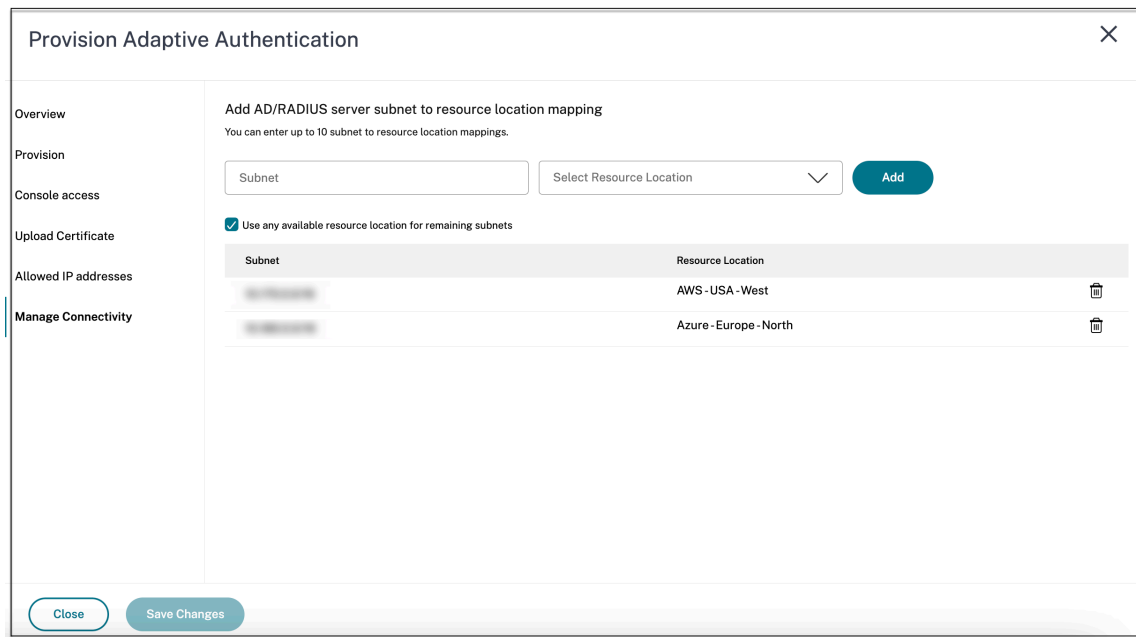 Provision Adaptive Authentication
Overview
Provision
Console access
Upload Certificate
Allowed IP addresses
Manage Connectivity
Add AD/RADIUS server subnet to resource location mapping
You can enter up to 10 subnet to resource location mappings.
Subnet
Select Resource Location
Add
Use any available resource location for remaining subnets
Subnet
Resource Location
AWS-USA-West
Azure-Europe-North
Close
Save Changes